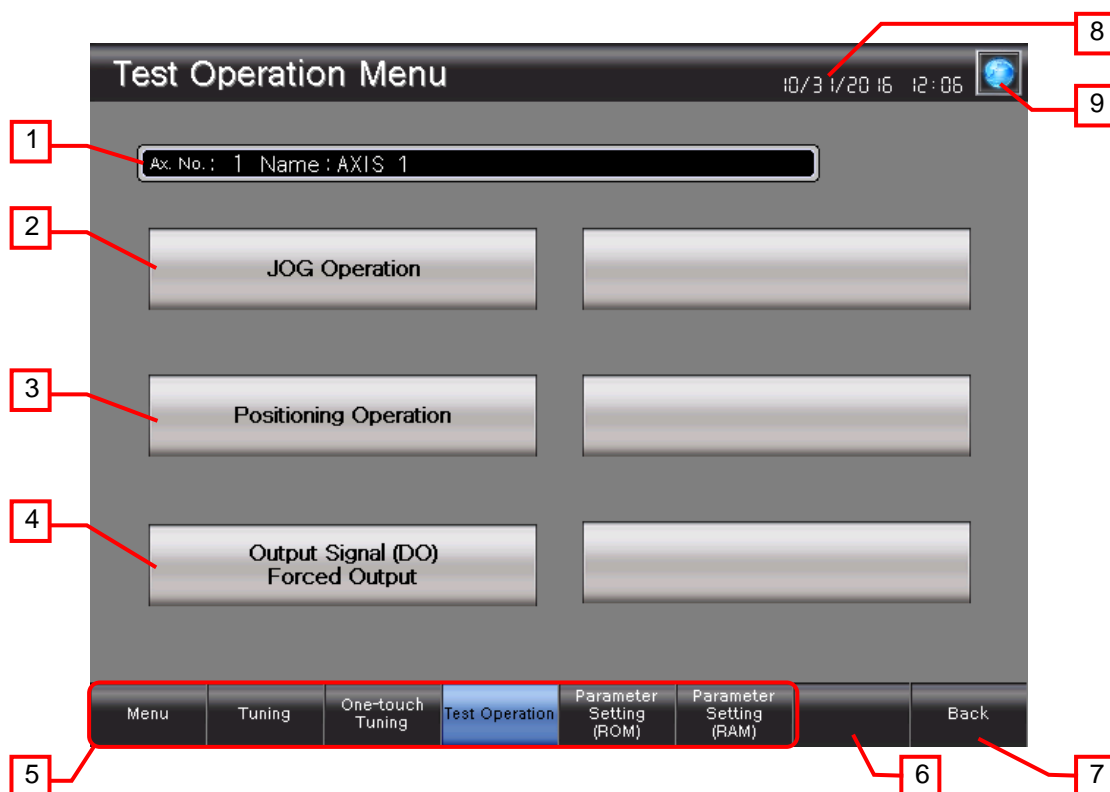 8
Test Operation Menu
10/31/2016 12:06
9
1
Ax. No.: 1 Name:AXIS 1
2
JOG Operation
3
Positioning Operation
4
Output Signal (DO)
Forced Output
Menu
Tuning
One-touch
Tuning
Test Operation
Parameter
Setting
(ROM)
Parameter
Setting
(RAM)
Back
5
6
7